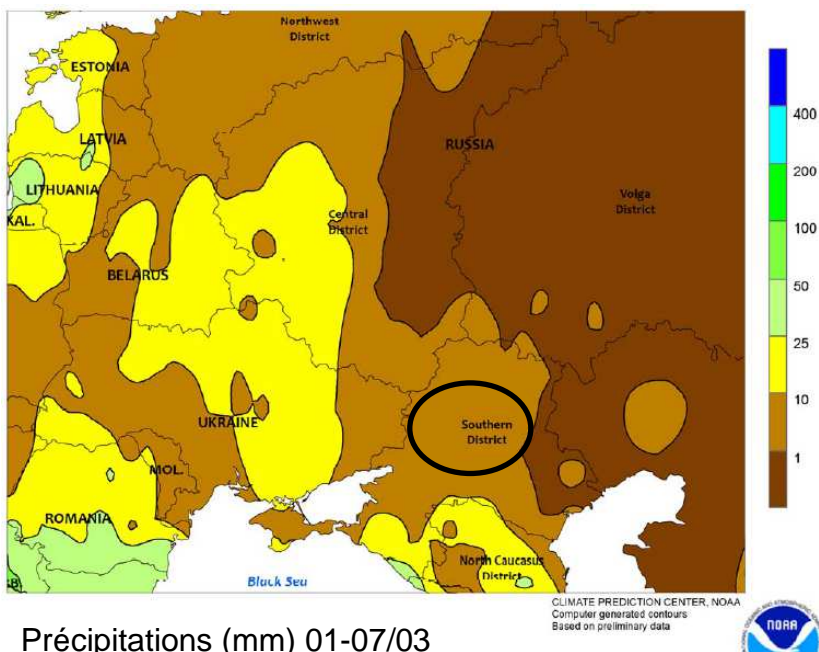 Northwest
District
ESTONIA
LATVIA
RUSSIA
LITHUANIA
Volga
District
KAL.
Central
District
BELARUS
UKRAINE
Southern
District
MOL.
ROMANIA
North Caucasus
District
B.
Black Sea
400
200
100
50
25
10
1
CLIMATE PREDICTION CENTER, NOAA
Computer generated contours
Based on preliminary data
NOAA
Précipitations (mm) 01-07/03